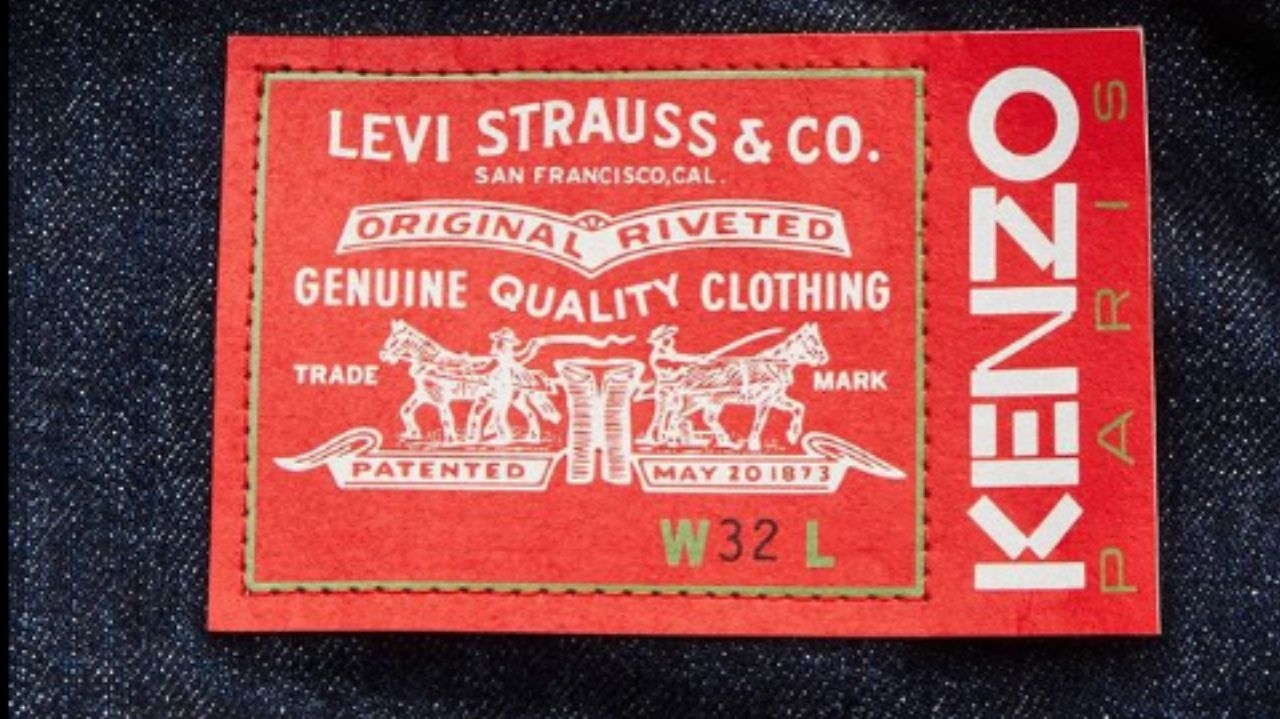 LEVI STRAUSS & CO.
SAN FRANCISCO, CAL.
ORIGINAL RIVETED
GENUINE QUALITY CLOTHING
TRADE MARK
PATENTED MAY 20 1873
W32 L
KENZO
PARIS